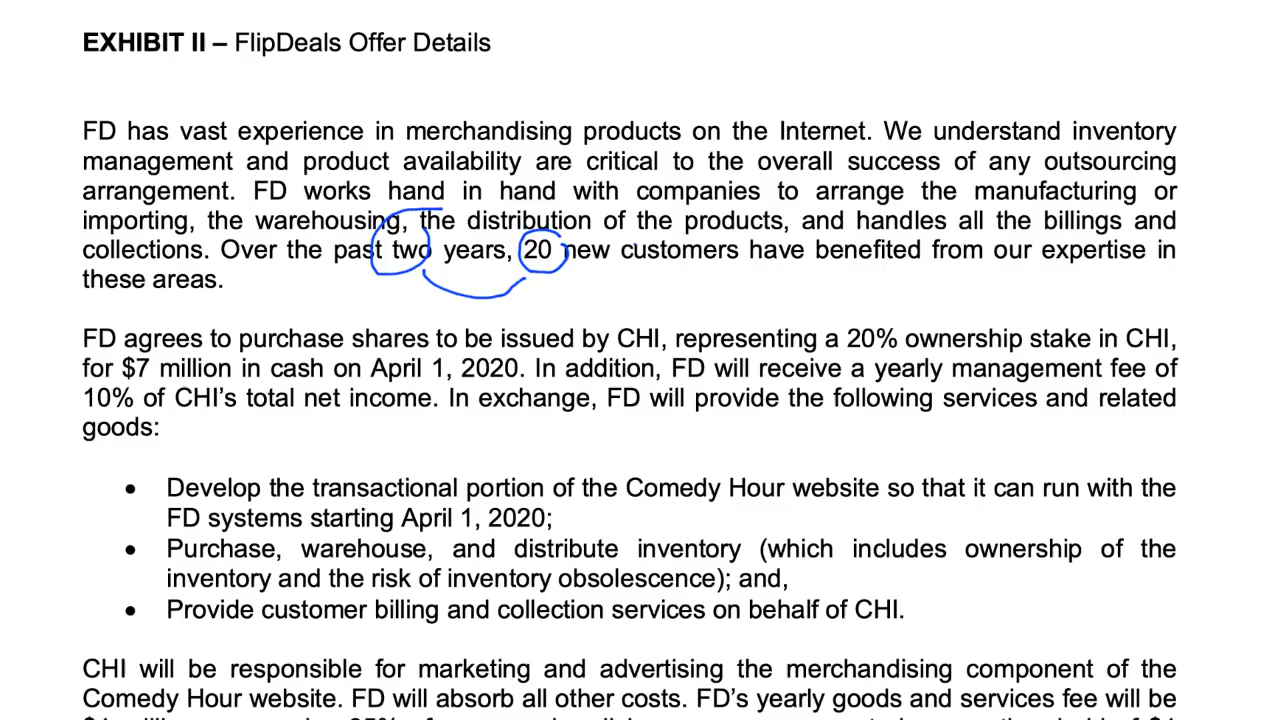 EXHIBIT II – FlipDeals Offer Details
FD has vast experience in merchandising products on the Internet. We understand inventory
management and product availability are critical to the overall success of any outsourcing
arrangement. FD works hand in hand with companies to arrange the manufacturing or
importing, the warehousing, the distribution of the products, and handles all the billings and
collections. Over the past two years, 20 new customers have benefited from our expertise in
these areas.
FD agrees to purchase shares to be issued by CHI, representing a 20% ownership stake in CHI,
for $7 million in cash on April 1, 2020. In addition, FD will receive a yearly management fee of
10% of CHI's total net income. In exchange, FD will provide the following services and related
goods:
• Develop the transactional portion of the Comedy Hour website so that it can run with the
FD systems starting April 1, 2020;
• Purchase, warehouse, and distribute inventory (which includes ownership of the
inventory and the risk of inventory obsolescence); and,
• Provide customer billing and collection services on behalf of CHI.
CHI will be responsible for marketing and advertising the merchandising component of the
Comedy Hour website. FD will absorb all other costs. FD's yearly goods and services fee will be